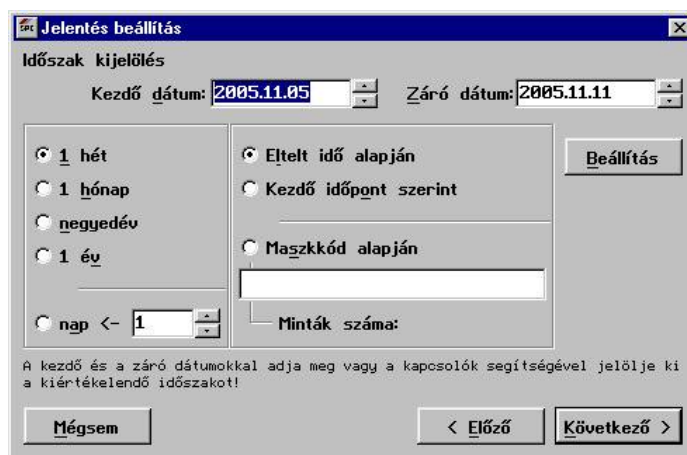 SPC Jelentés beállítás
Időszak kijelölés
Kezdő dátum: 2005.11.05 Záró dátum: 2005.11.11
1 hét
1 hónap
negyedév
1 év
nap <- 1
Eltelt idő alapján
Kezdő időpont szerint
Maszkkód alapján
Minták száma:
Beállítás
A kezdő és a záró dátumokkal adja meg vagy a kapcsolók segítségével jelölje ki
a kiértékelendő időszakot!
Mégsem < Előző Következő >